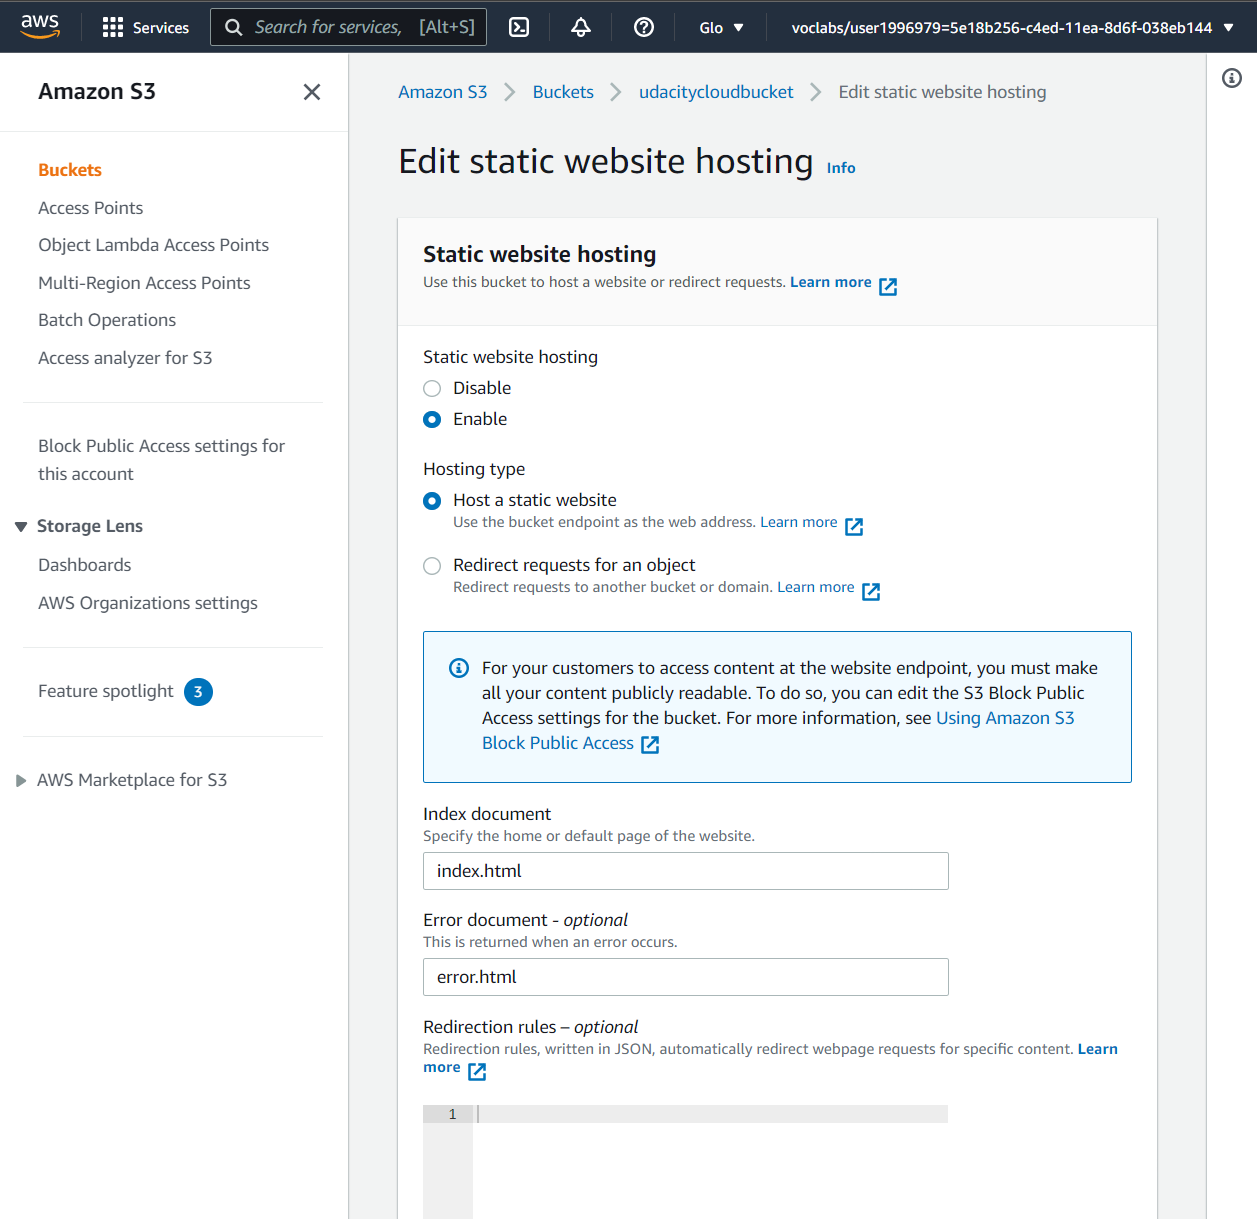 aws
Services
Search for services, [Alt+S]
Glo
voclabs/user1996979=5e18b256-c4ed-11ea-8d6f-038eb144
Amazon S3
Buckets
Access Points
Object Lambda Access Points
Multi-Region Access Points
Batch Operations
Access analyzer for S3
Block Public Access settings for
this account
Storage Lens
Dashboards
AWS Organizations settings
Feature spotlight 3
AWS Marketplace for S3
Amazon S3 > Buckets > udacitycloudbucket > Edit static website hosting
Edit static website hosting Info
Static website hosting
Use this bucket to host a website or redirect requests. Learn more
Static website hosting
Disable
Enable
Hosting type
Host a static website
Use the bucket endpoint as the web address. Learn more
Redirect requests for an object
Redirect requests to another bucket or domain. Learn more
For your customers to access content at the website endpoint, you must make
all your content publicly readable. To do so, you can edit the S3 Block Public
Access settings for the bucket. For more information, see Using Amazon S3
Block Public Access
Index document
Specify the home or default page of the website.
index.html
Error document - optional
This is returned when an error occurs.
error.html
Redirection rules – optional
Redirection rules, written in JSON, automatically redirect webpage requests for specific content. Learn
more
1